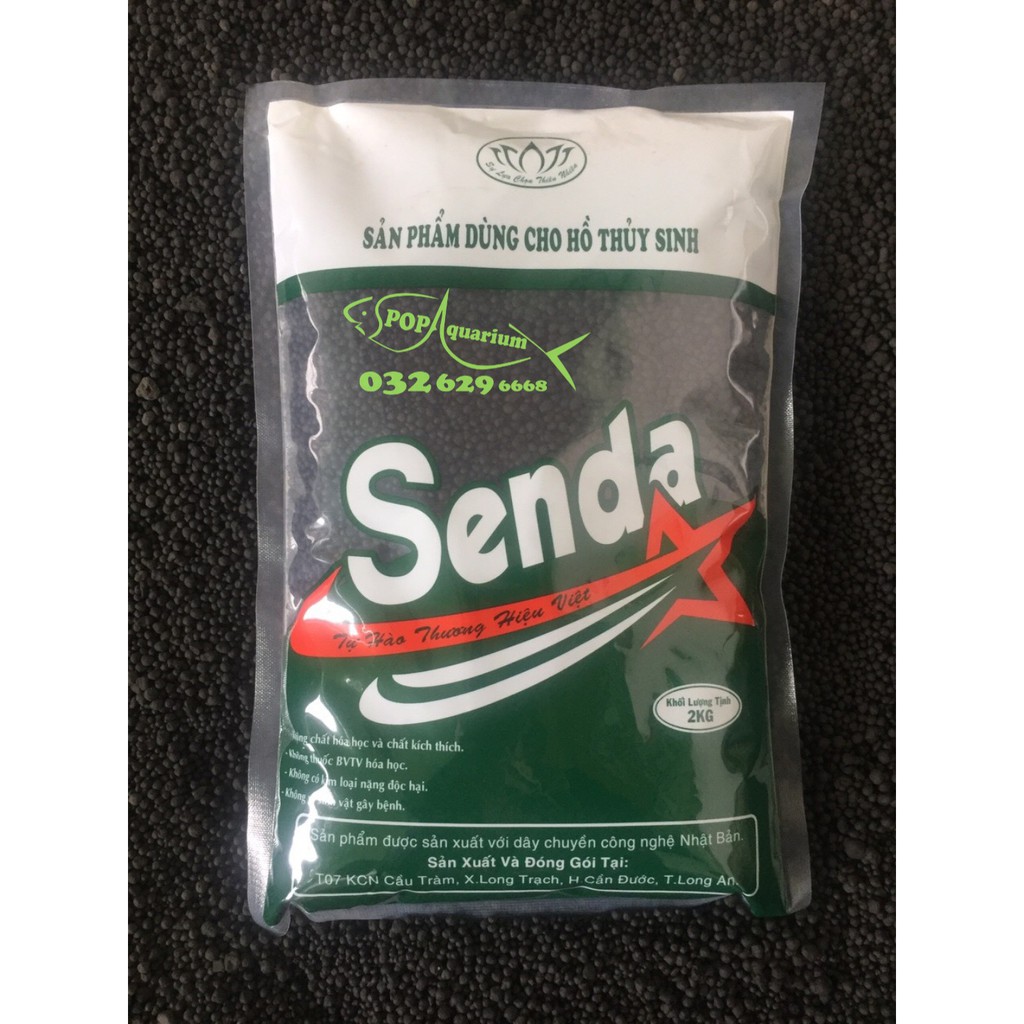 Sự Lựa Chọn Thiên Nhiên
SẢN PHẨM DÙNG CHO HỒ THỦY SINH
POP Aquarium
032 629 6668
Senda
Tự Hào Thương Hiệu Việt
Khối Lượng Tịnh
2KG
chất hóa học và chất kích thích.
- Không thuốc BVTV hóa học.
- Không có kim loại nặng độc hại.
- Không vật gây bệnh.
Sản phẩm được sản xuất với dây chuyền công nghệ Nhật Bản.
Sản Xuất Và Đóng Gói Tại:
T07 KCN Cầu Tràm, X.Long Trạch, H.Cần Đước, T.Long An.